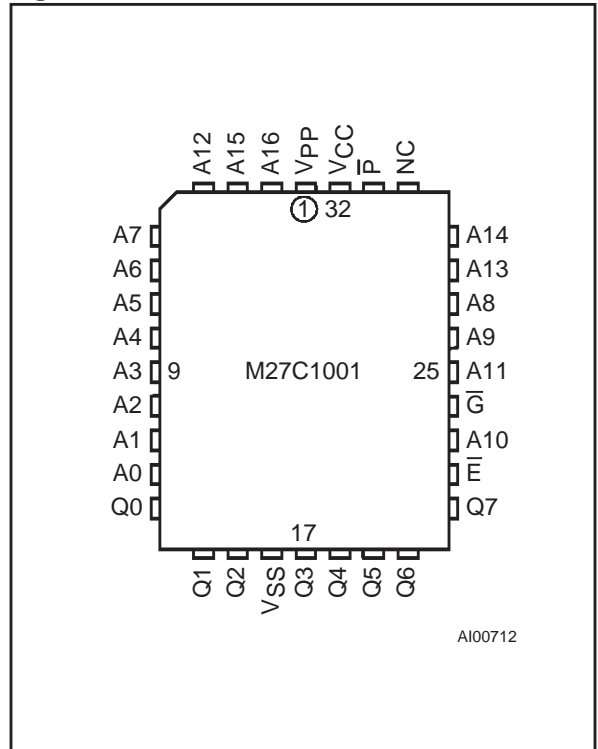 A12 A15 A16 VPP VCC P̅ NC
1 32
A7 A14
A6 A13
A5 A8
A4 A9
A3 9 M27C1001 25 A11
A2 G̅
A1 A10
A0 E̅
Q0 Q7
17
Q1 Q2 VSS Q3 Q4 Q5 Q6
AI00712